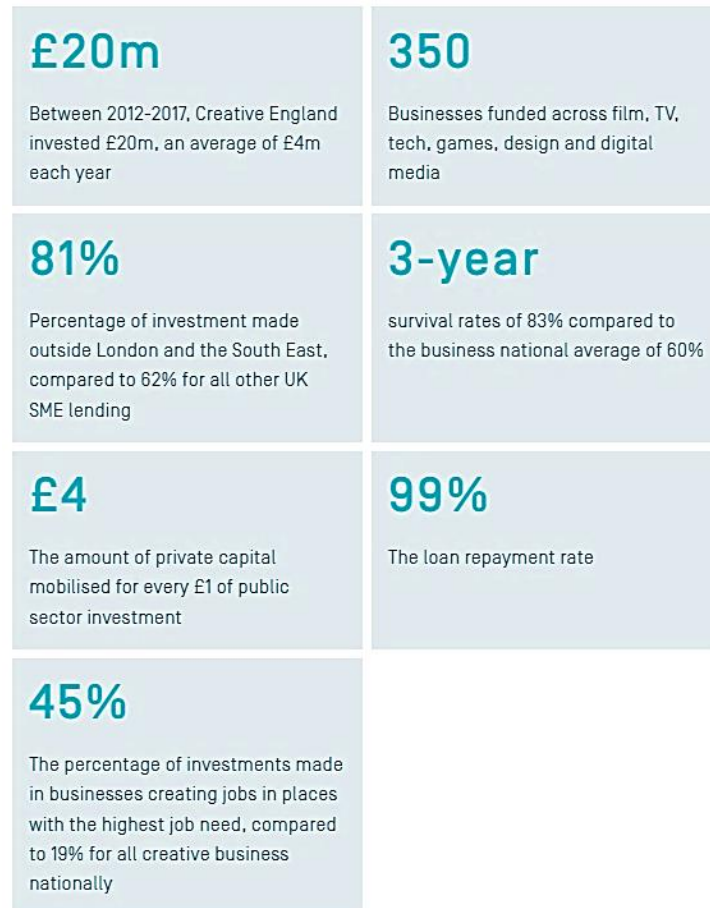 £20m
Between 2012-2017, Creative England
invested £20m, an average of £4m
each year
350
Businesses funded across film, TV,
tech, games, design and digital
media
81%
Percentage of investment made
outside London and the South East,
compared to 62% for all other UK
SME lending
3-year
survival rates of 83% compared to
the business national average of 60%
£4
The amount of private capital
mobilised for every £1 of public
sector investment
99%
The loan repayment rate
45%
The percentage of investments made
in businesses creating jobs in places
with the highest job need, compared
to 19% for all creative business
nationally